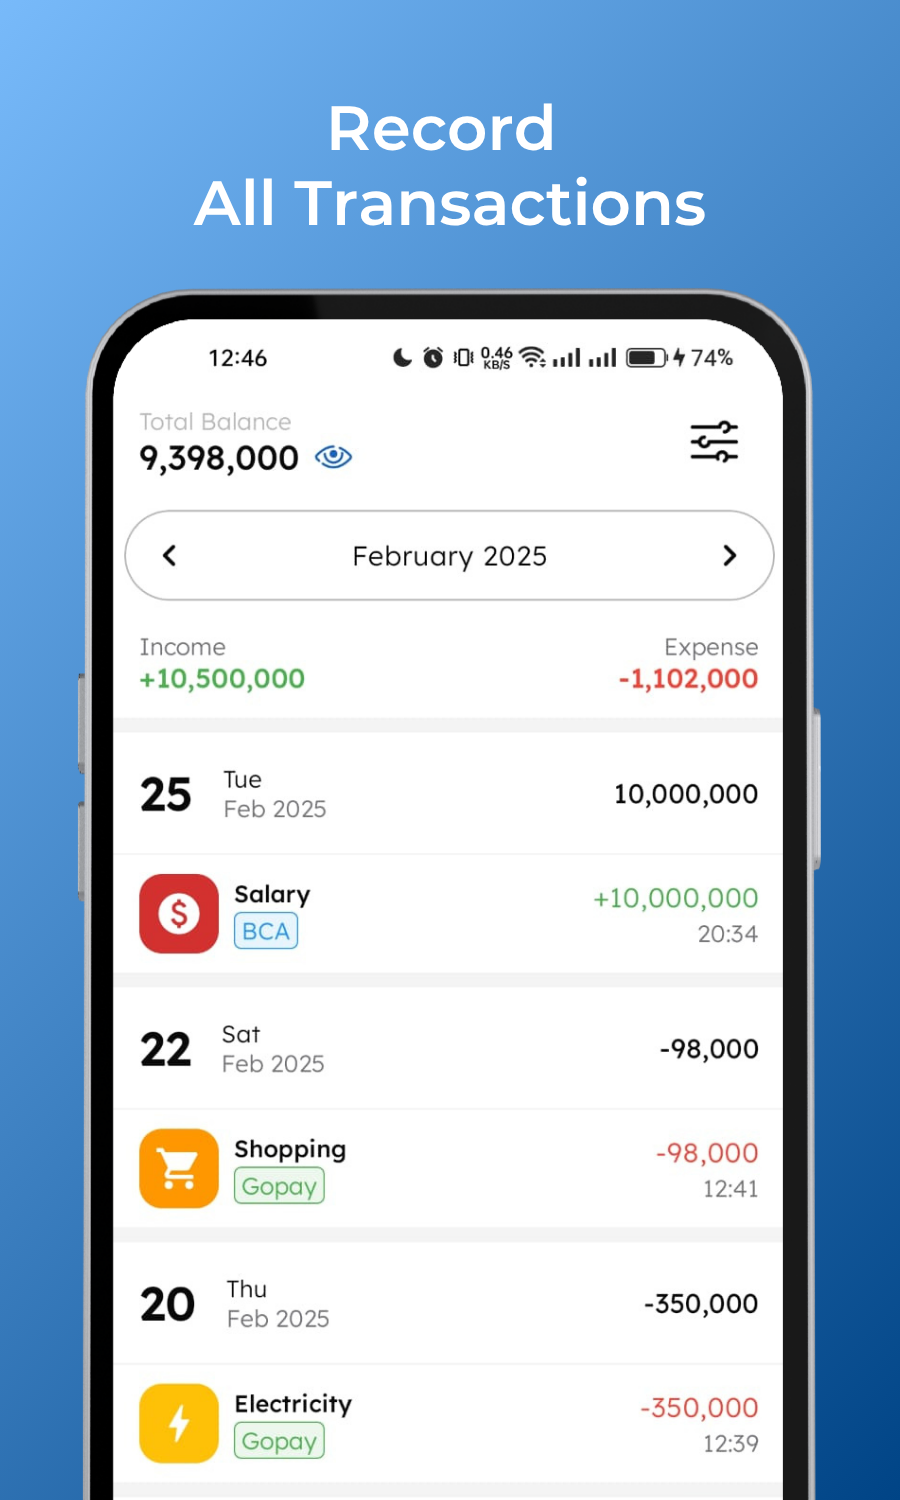 Record
All Transactions
12:46 0.46 KB/S 74%
Total Balance
9,398,000
February 2025
Income Expense
+10,500,000 -1,102,000
25 Tue 10,000,000
Feb 2025
Salary +10,000,000
BCA 20:34
22 Sat -98,000
Feb 2025
Shopping -98,000
Gopay 12:41
20 Thu -350,000
Feb 2025
Electricity -350,000
Gopay 12:39